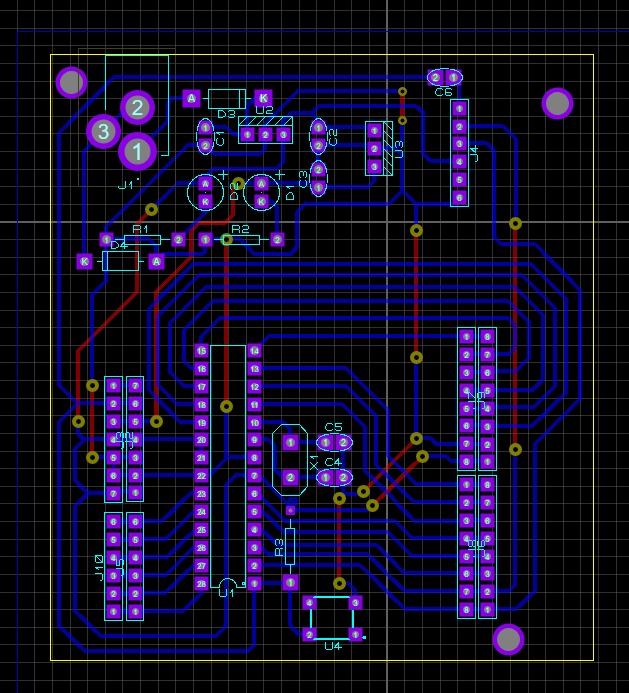 C6
2 1
A K
D3
U2
2
3
1
J1
1 2
C1
1 2 3
1 2
C2
1 2 3
U3
1 2 3 4 5 6
J4
A K
+
A K
+
D1
C3
1 2
R1
1 2
R2
1 2
D4
K A
15 14
16 13
17 12
18 11
19 10
20 9
21 8
22 7
23 6
24 5
25 4
26 3
27 2
28 1
U1
1 7
2 6
3 5
4 4
5 3
6 2
7 1
6 6
5 5
4 4
3 3
2 2
1 1
J10
J5
1
2
X1
C5
1 2
C4
1 2
R3
1
4 3
2 1
U4
1 8
2 7
3 6
4 5
5 4
6 3
7 2
8 1
1 8
2 7
3 6
4 5
5 4
6 3
7 2
8 1